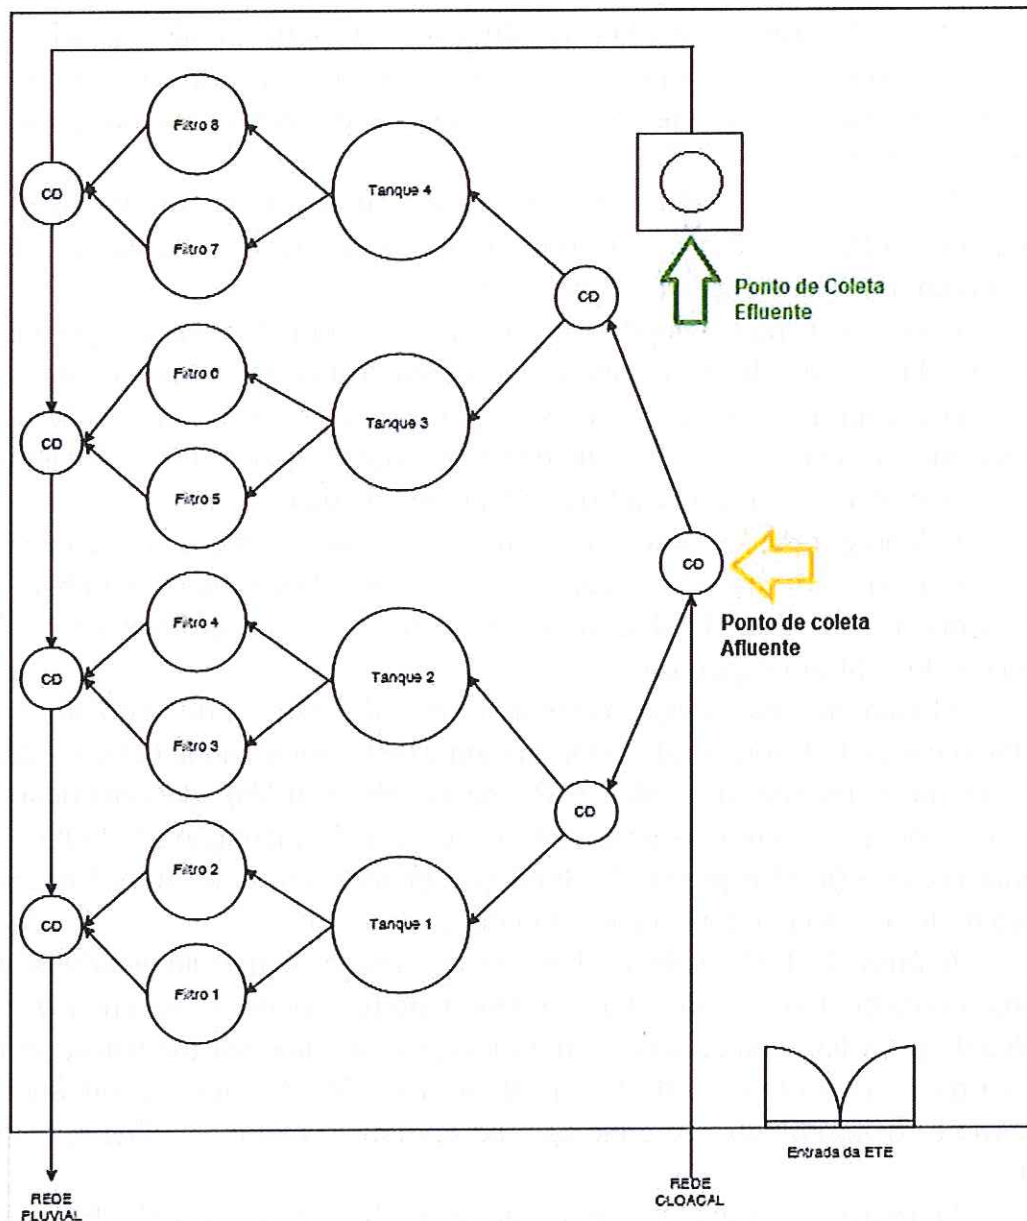 Filtro 8
Tanque 4
CD
Filtro 7
Ponto de Coleta
Efluente
CD
Filtro 6
Tanque 3
CD
Filtro 5
CD
Ponto de coleta
Afluente
Filtro 4
Tanque 2
CD
Filtro 3
CD
Filtro 2
Tanque 1
CD
Filtro 1
Entrada da ETE
REDE
PLUVIAL
REDE
CLOACAL